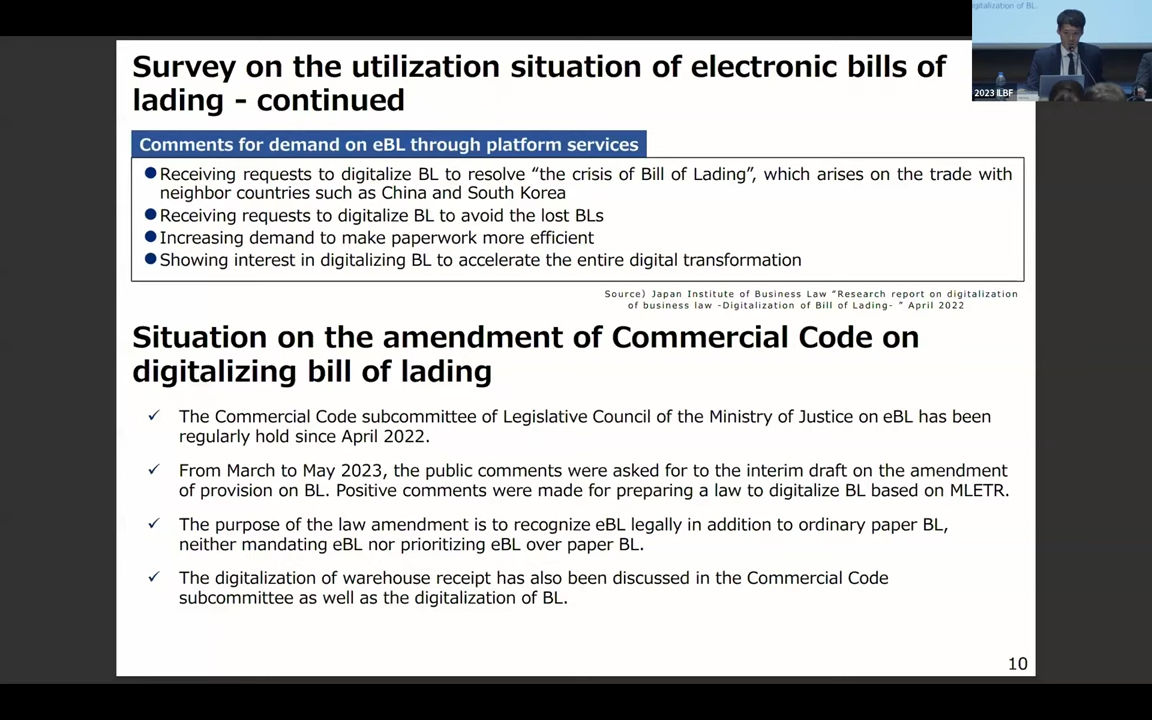 Survey on the utilization situation of electronic bills of
lading - continued
Comments for demand on eBL through platform services
●Receiving requests to digitalize BL to resolve “the crisis of Bill of Lading”, which arises on the trade with
neighbor countries such as China and South Korea
●Receiving requests to digitalize BL to avoid the lost BLs
●Increasing demand to make paperwork more efficient
●Showing interest in digitalizing BL to accelerate the entire digital transformation
Source) Japan Institute of Business Law “Research report on digitalization
of business law -Digitalization of Bill of Lading- ” April 2022
Situation on the amendment of Commercial Code on
digitalizing bill of lading
✓ The Commercial Code subcommittee of Legislative Council of the Ministry of Justice on eBL has been
regularly hold since April 2022.
✓ From March to May 2023, the public comments were asked for to the interim draft on the amendment
of provision on BL. Positive comments were made for preparing a law to digitalize BL based on MLETR.
✓ The purpose of the law amendment is to recognize eBL legally in addition to ordinary paper BL,
neither mandating eBL nor prioritizing eBL over paper BL.
✓ The digitalization of warehouse receipt has also been discussed in the Commercial Code
subcommittee as well as the digitalization of BL.
10
gitalization of BL.
2023 ILBF